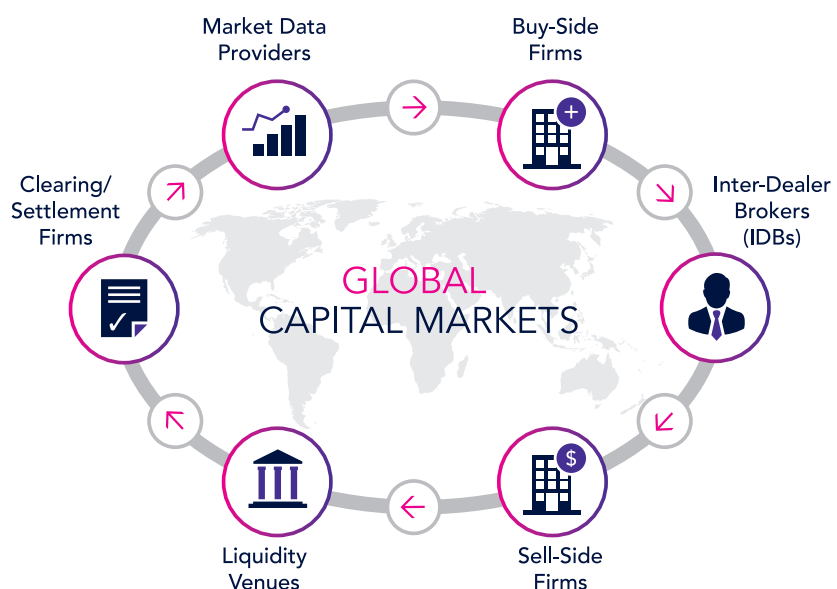 Market Data
Providers
Buy-Side
Firms
Clearing/
Settlement
Firms
Inter-Dealer
Brokers
(IDBs)
GLOBAL
CAPITAL MARKETS
$
Liquidity
Venues
Sell-Side
Firms